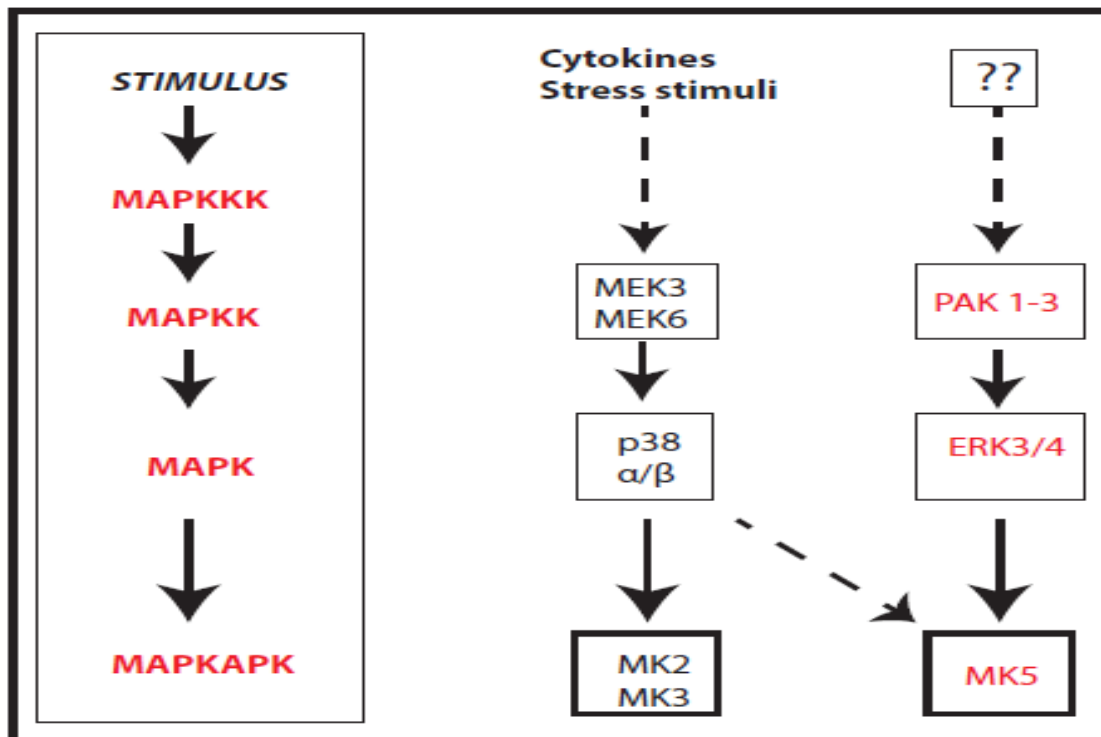 STIMULUS
MAPKKK
MAPKK
MAPK
MAPKAPK
Cytokines
Stress stimuli
MEK3
MEK6
p38
α/β
MK2
MK3
??
PAK 1-3
ERK3/4
MK5